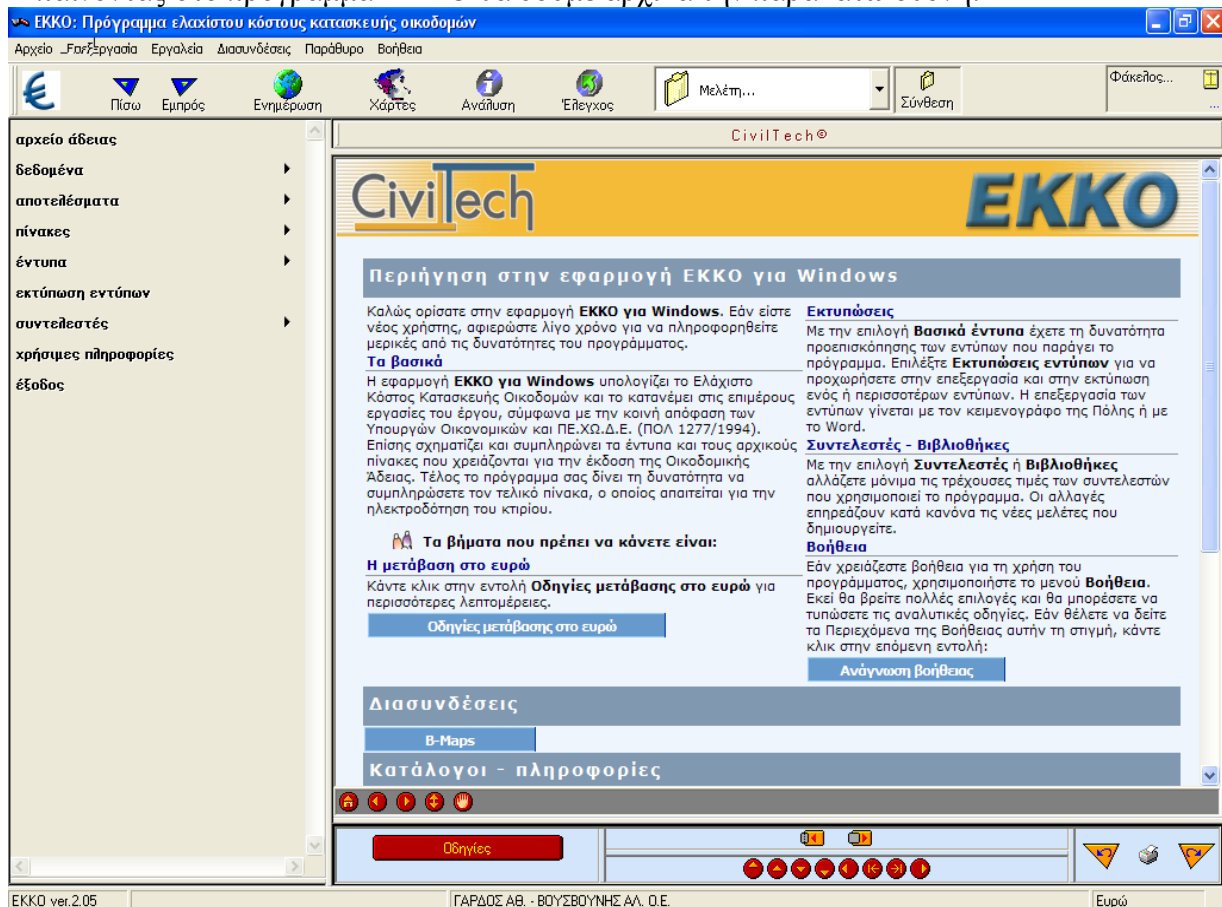 ΕΚΚΟ: Πρόγραμμα ελαχίστου κόστους κατασκευής οικοδομών
Αρχείο Επεξεργασία Εργαλεία Διασυνδέσεις Παράθυρο Βοήθεια
Πίσω Εμπρός Ενημέρωση Χάρτες Ανάλυση Έλεγχος Μελέτη... Σύνθεση Φάκελος...
...
CivilTech©
αρχείο άδειας
δεδομένα
αποτελέσματα
πίνακες
έντυπα
εκτύπωση εντύπων
συντελεστές
χρήσιμες πληροφορίες
έξοδος
CivilTech
ΕΚΚΟ
Περιήγηση στην εφαρμογή ΕΚΚΟ για Windows
Καλώς ορίσατε στην εφαρμογή ΕΚΚΟ για Windows. Εάν είστε
νέος χρήστης, αφιερώστε λίγο χρόνο για να πληροφορηθείτε
μερικές από τις δυνατότητες του προγράμματος.
Τα βασικά
Η εφαρμογή ΕΚΚΟ για Windows υπολογίζει το Ελάχιστο
Κόστος Κατασκευής Οικοδομών και το κατανέμει στις επιμέρους
εργασίες του έργου, σύμφωνα με την κοινή απόφαση των
Υπουργών Οικονομικών και ΠΕ.ΧΩ.Δ.Ε. (ΠΟΛ 1277/1994).
Επίσης σχηματίζει και συμπληρώνει τα έντυπα και τους αρχικούς
πίνακες που χρειάζονται για την έκδοση της Οικοδομικής
Άδειας. Τέλος το πρόγραμμα σας δίνει τη δυνατότητα να
συμπληρώσετε τον τελικό πίνακα, ο οποίος απαιτείται για την
ηλεκτροδότηση του κτιρίου.
Τα βήματα που πρέπει να κάνετε είναι:
Η μετάβαση στο ευρώ
Κάντε κλικ στην εντολή Οδηγίες μετάβασης στο ευρώ για
περισσότερες λεπτομέρειες.
Οδηγίες μετάβασης στο ευρώ
Εκτυπώσεις
Με την επιλογή Βασικά έντυπα έχετε τη δυνατότητα
προεπισκόπησης των εντύπων που παράγει το
πρόγραμμα. Επιλέξτε Εκτυπώσεις εντύπων για να
προχωρήσετε στην επεξεργασία και στην εκτύπωση
ενός ή περισσοτέρων εντύπων. Η επεξεργασία των
εντύπων γίνεται με τον κειμενογράφο της Πόλης ή με
το Word.
Συντελεστές - Βιβλιοθήκες
Με την επιλογή Συντελεστές ή Βιβλιοθήκες
αλλάζετε μόνιμα τις τρέχουσες τιμές των συντελεστών
που χρησιμοποιεί το πρόγραμμα. Οι αλλαγές
επηρεάζουν κατά κανόνα τις νέες μελέτες που
δημιουργείτε.
Βοήθεια
Εάν χρειάζεστε βοήθεια για τη χρήση του
προγράμματος, χρησιμοποιήστε το μενού Βοήθεια.
Εκεί θα βρείτε πολλές επιλογές και θα μπορέσετε να
τυπώσετε τις αναλυτικές οδηγίες. Εάν θέλετε να δείτε
τα Περιεχόμενα της Βοήθειας αυτήν τη στιγμή, κάντε
κλικ στην επόμενη εντολή:
Ανάγνωση βοήθειας
Διασυνδέσεις
B-Maps
Κατάλογοι - πληροφορίες
Οδηγίες
ΕΚΚΟ ver.2.05 ΓΑΡΔΟΣ ΑΘ. - ΒΟΥΣΒΟΥΝΗΣ ΑΛ. Ο.Ε. Ευρώ